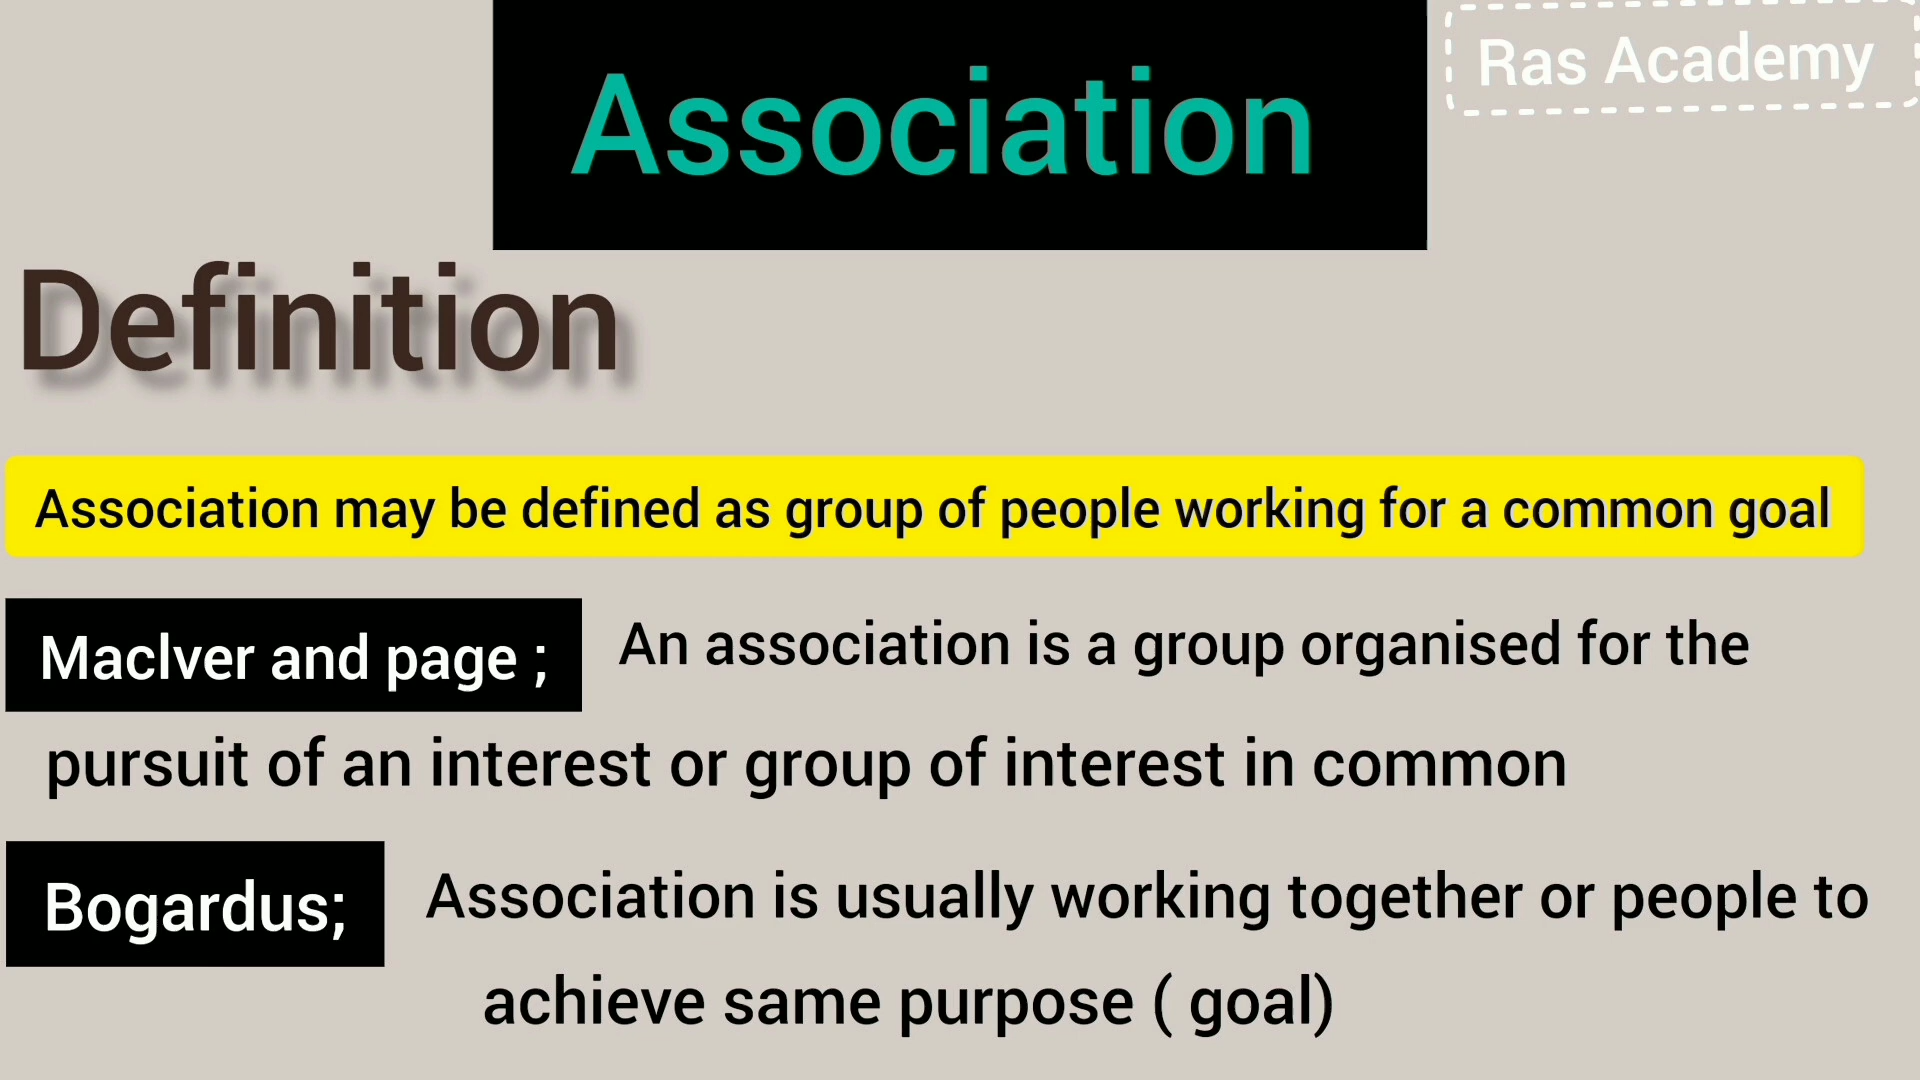 Association
Ras Academy
Definition
Association may be defined as group of people working for a common goal
MacIver and page ; An association is a group organised for the
pursuit of an interest or group of interest in common
Bogardus; Association is usually working together or people to
achieve same purpose ( goal)